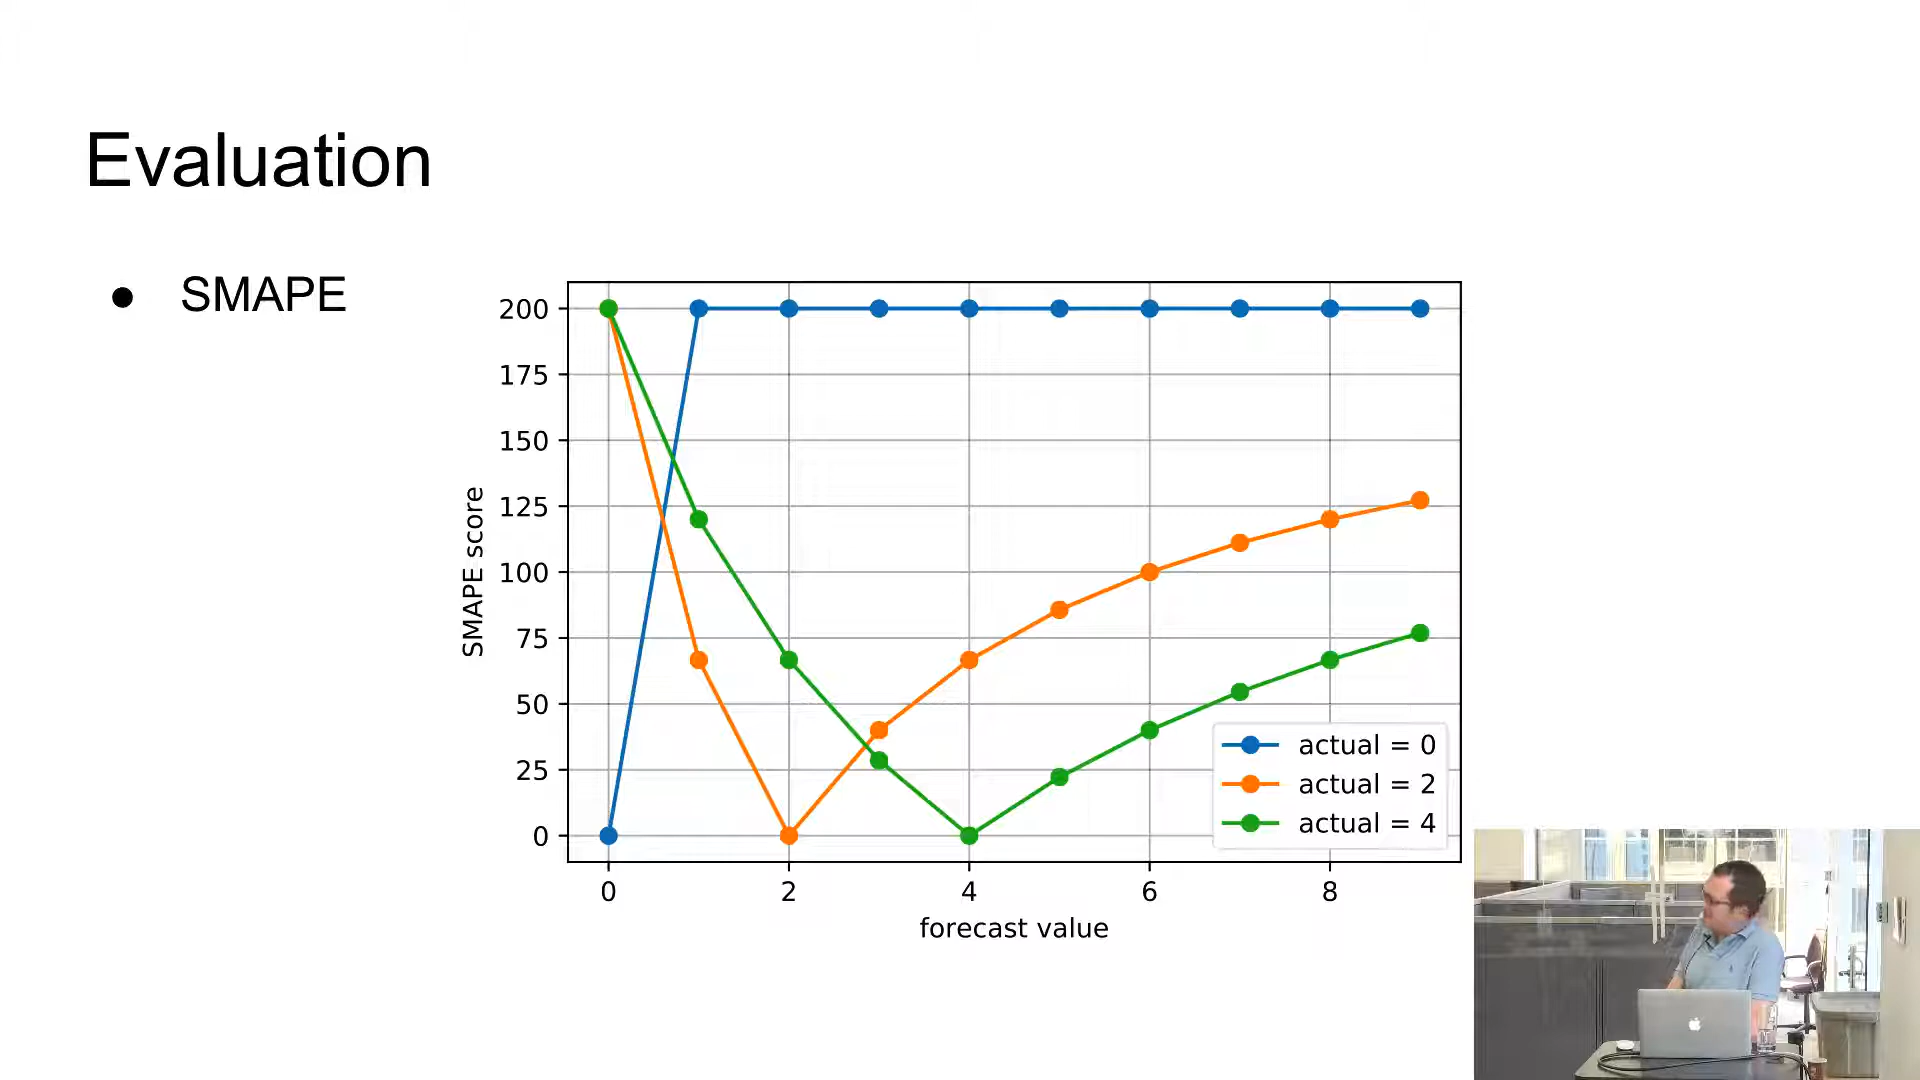 Evaluation
● SMAPE
200
175
150
125
100
75
50
25
0
SMAPE score
0 2 4 6 8
forecast value
actual = 0
actual = 2
actual = 4